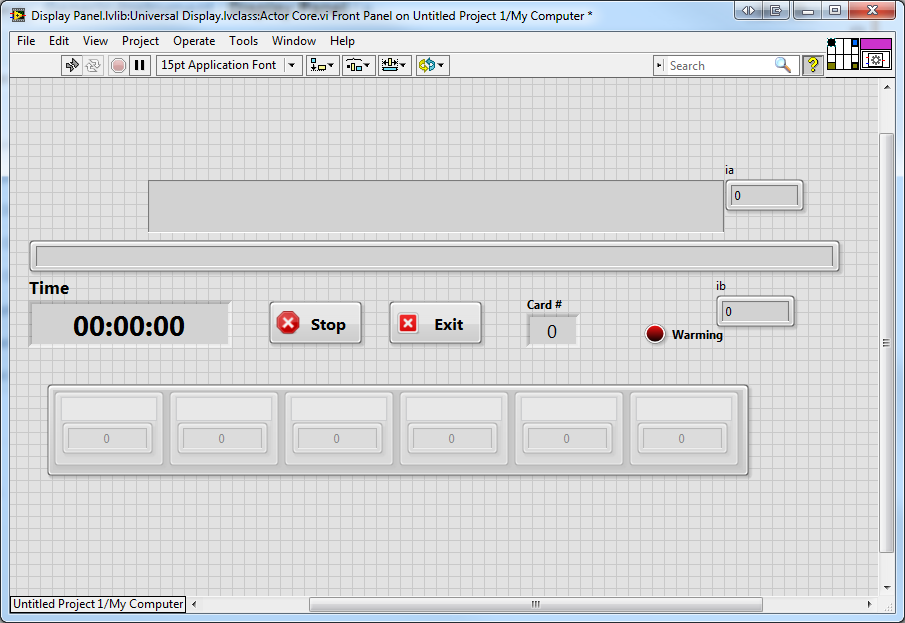 Display Panel.lvlib:Universal Display.lvclass:Actor Core.vi Front Panel on Untitled Project 1/My Computer *
File Edit View Project Operate Tools Window Help
15pt Application Font Search ?
ia
0
Time
00:00:00
Stop
Exit
Card #
0
Warming
ib
0
0 0 0 0 0 0
Untitled Project 1/My Computer